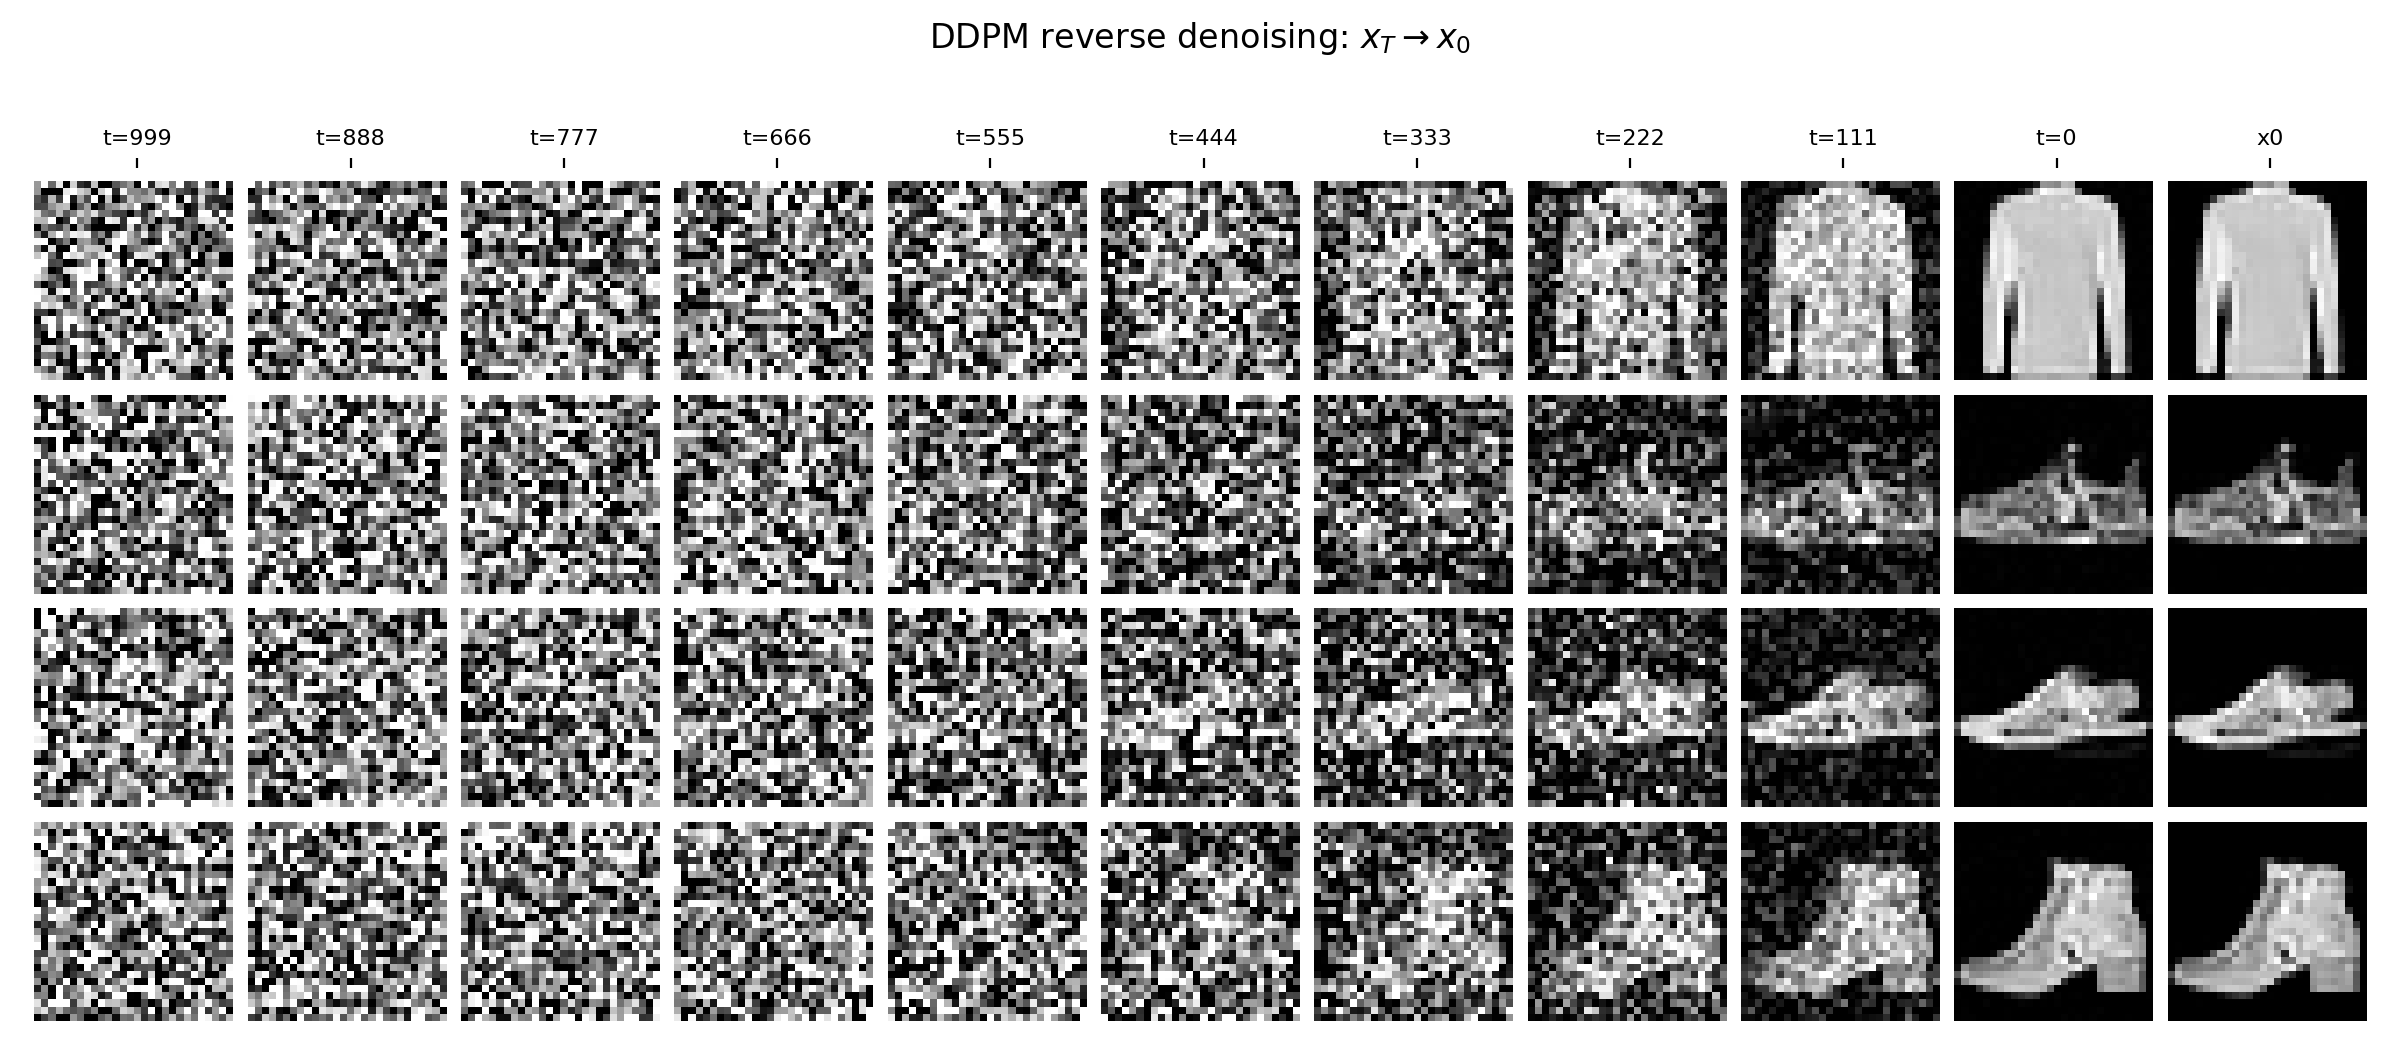 DDPM reverse denoising: x_T → x_0
t=999 t=888 t=777 t=666 t=555 t=444 t=333 t=222 t=111 t=0 x0